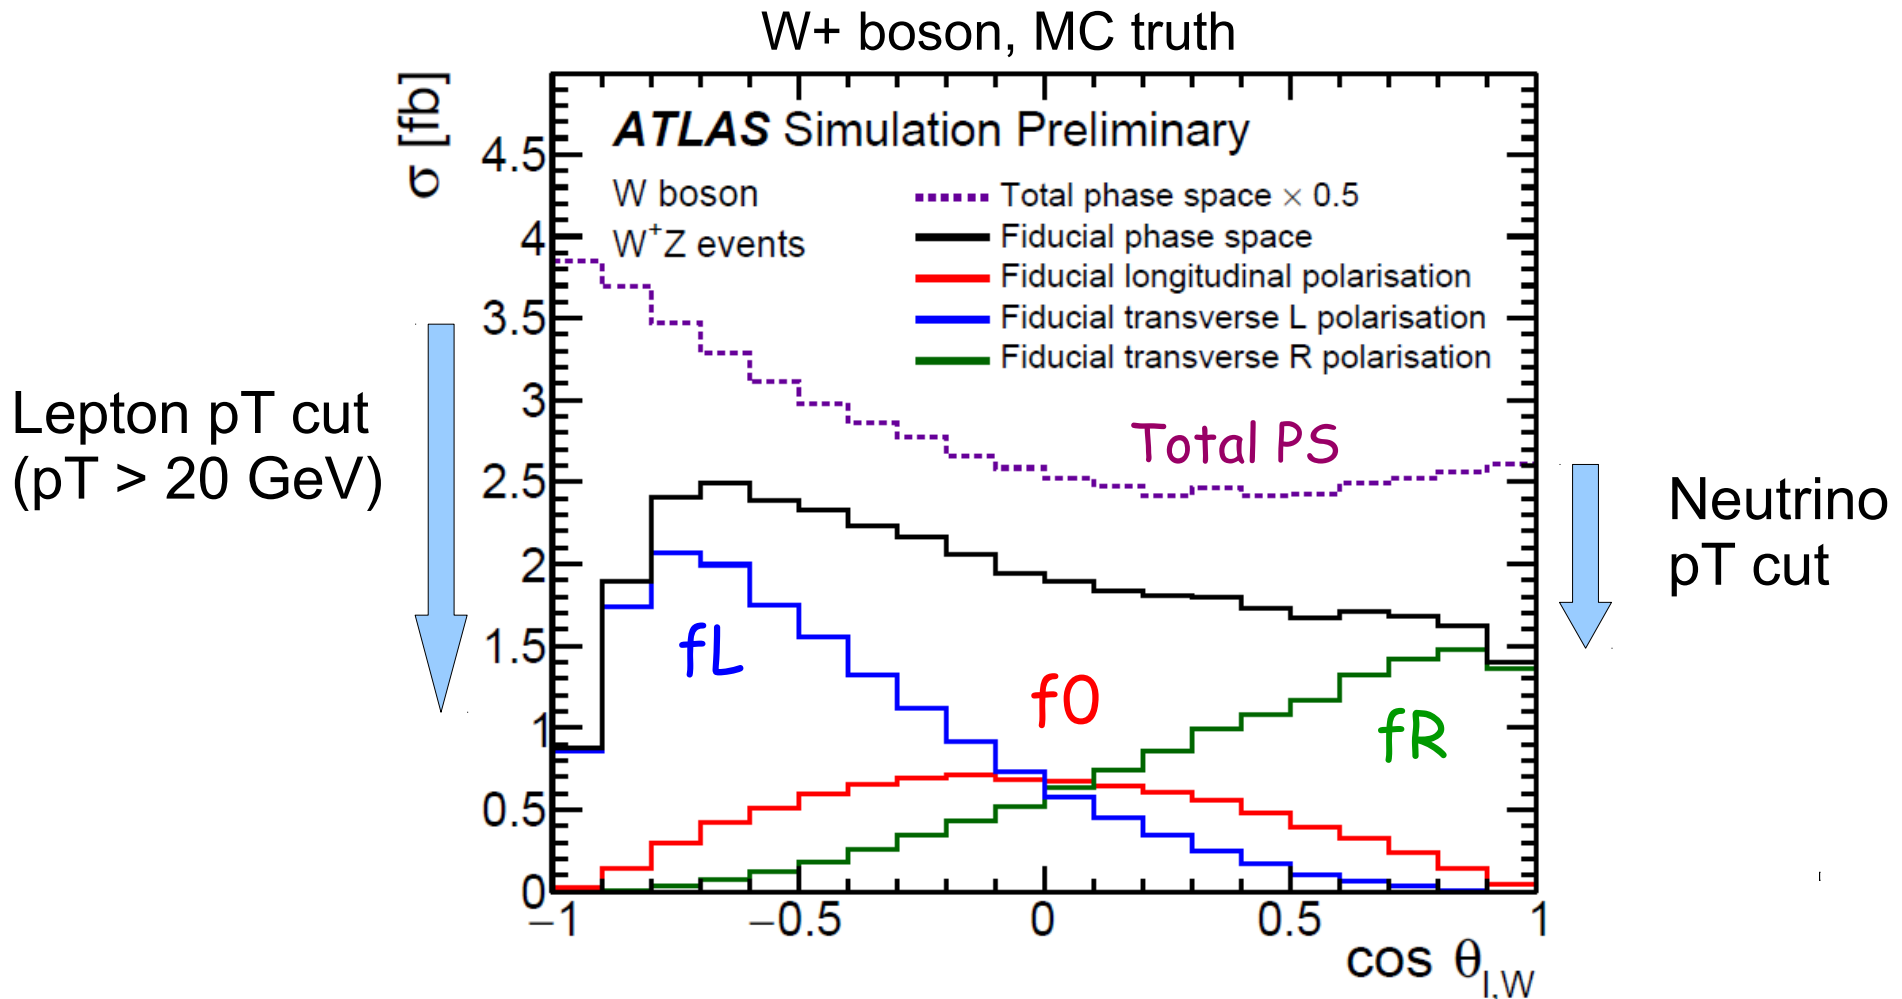 W+ boson, MC truth
σ [fb]
ATLAS Simulation Preliminary
W boson
W⁺Z events
Total phase space × 0.5
Fiducial phase space
Fiducial longitudinal polarisation
Fiducial transverse L polarisation
Fiducial transverse R polarisation
4.5
4
3.5
3
2.5
2
1.5
1
0.5
0
Lepton pT cut
(pT > 20 GeV)
Total PS
fL
f0
fR
Neutrino
pT cut
−1
−0.5
0
0.5
1
cos θ_l,W